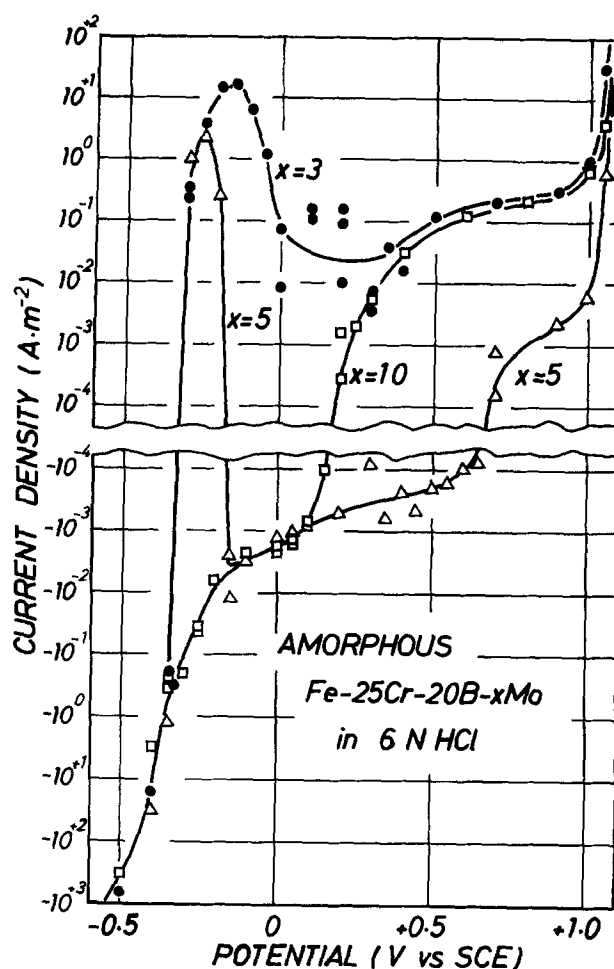 10⁺²
10⁺¹
10⁰
10⁻¹
10⁻²
10⁻³
10⁻⁴
x=3
x=5
x=10
x=5
CURRENT DENSITY (A·m⁻²)
-10⁻⁴
-10⁻³
-10⁻²
-10⁻¹
-10⁰
-10⁺¹
-10⁺²
-10⁺³
AMORPHOUS
Fe-25Cr-20B-xMo
in 6 N HCl
-0.5 0 +0.5 +1.0
POTENTIAL (V vs SCE)